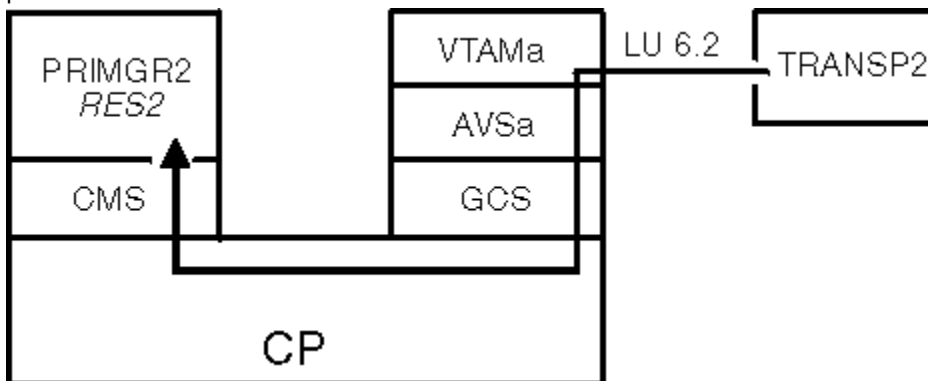 PRIMGR2
RES2
CMS
VTAMa
AVSa
GCS
LU 6.2
TRANSP2
CP